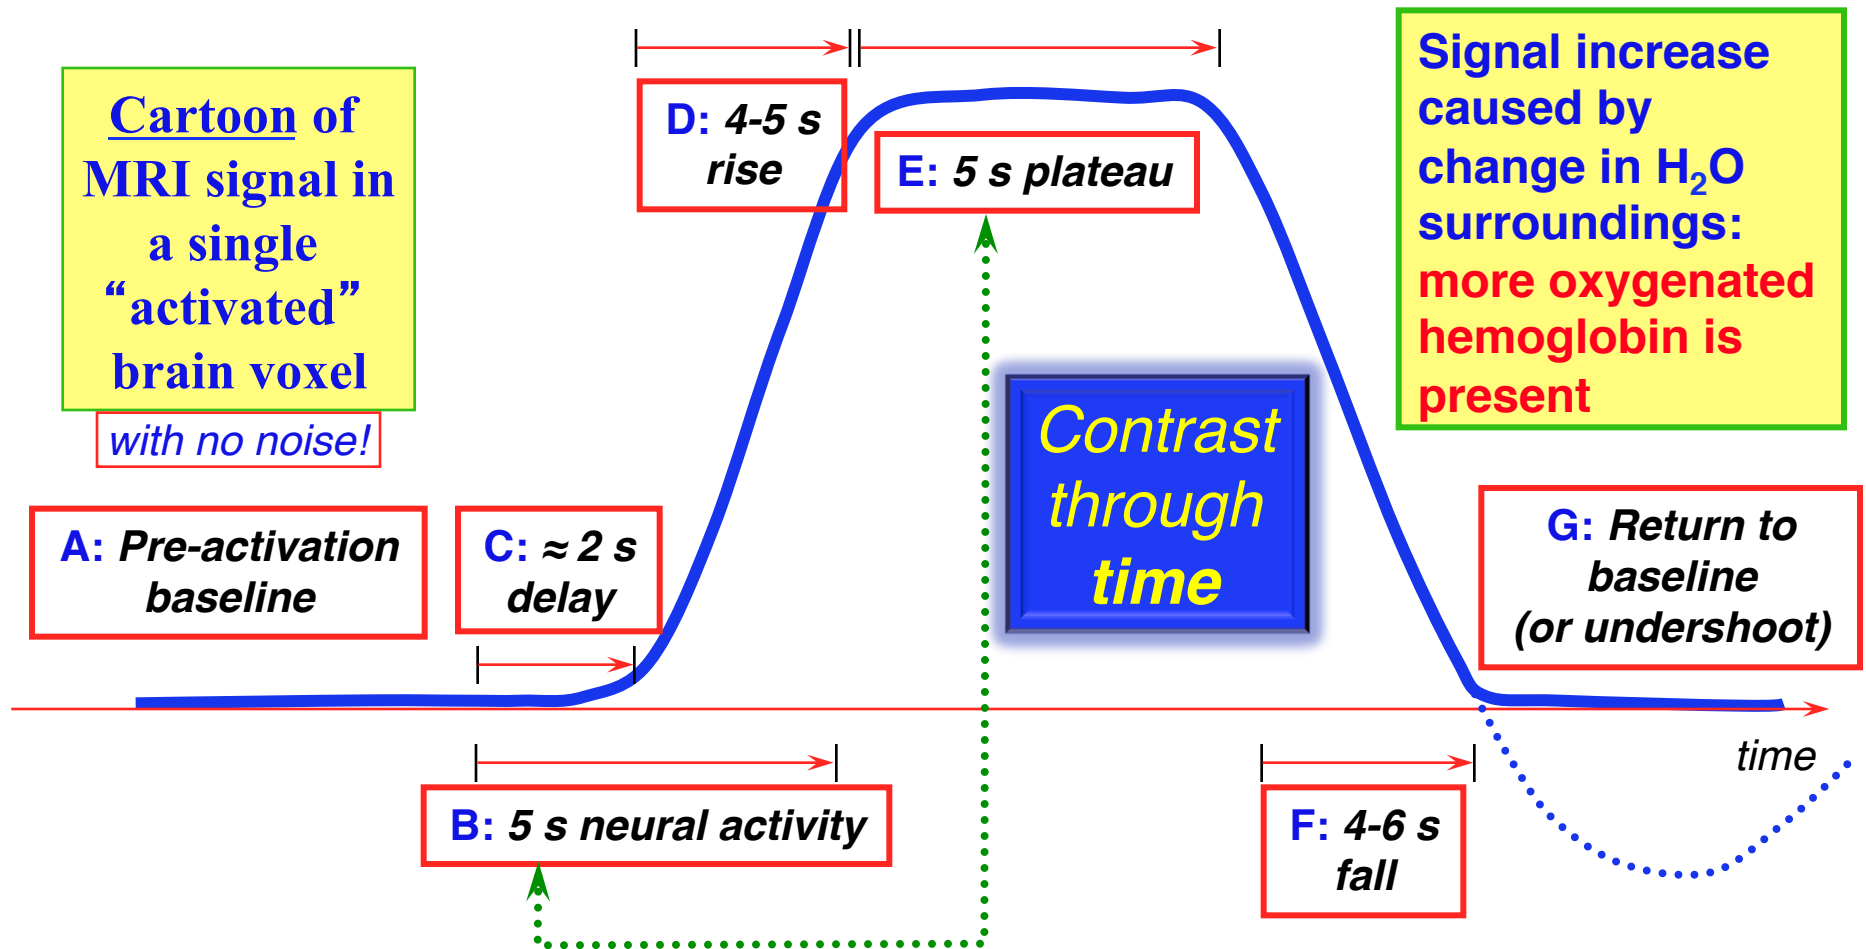 Cartoon of
MRI signal in
a single
“activated”
brain voxel
with no noise!
D: 4-5 s
rise
E: 5 s plateau
Signal increase
caused by
change in H₂O
surroundings:
more oxygenated
hemoglobin is
present
Contrast
through
time
A: Pre-activation
baseline
C: ≈ 2 s
delay
G: Return to
baseline
(or undershoot)
time
B: 5 s neural activity
F: 4-6 s
fall